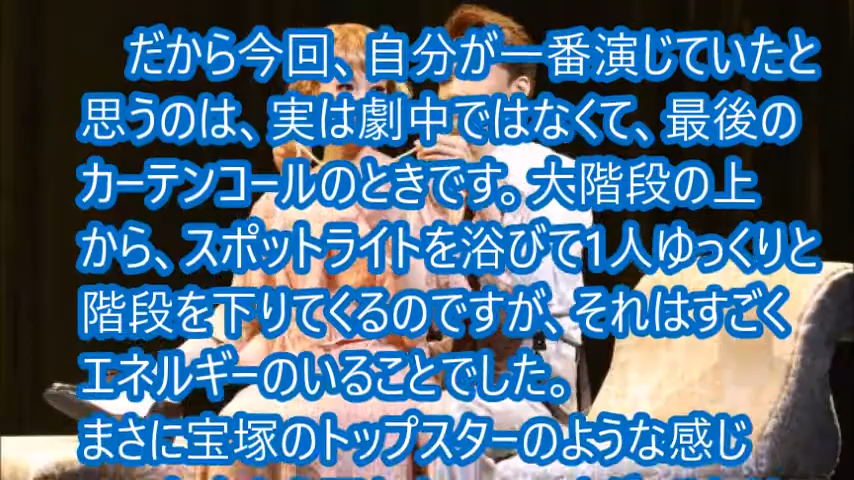 だから今回、自分が一番演じていたと
思うのは、実は劇中ではなくて、最後の
カーテンコールのときです。大階段の上
から、スポットライトを浴びて1人ゆっくりと
階段を下りてくるのですが、それはすごく
エネルギーのいることでした。
まさに宝塚のトップスターのような感じ